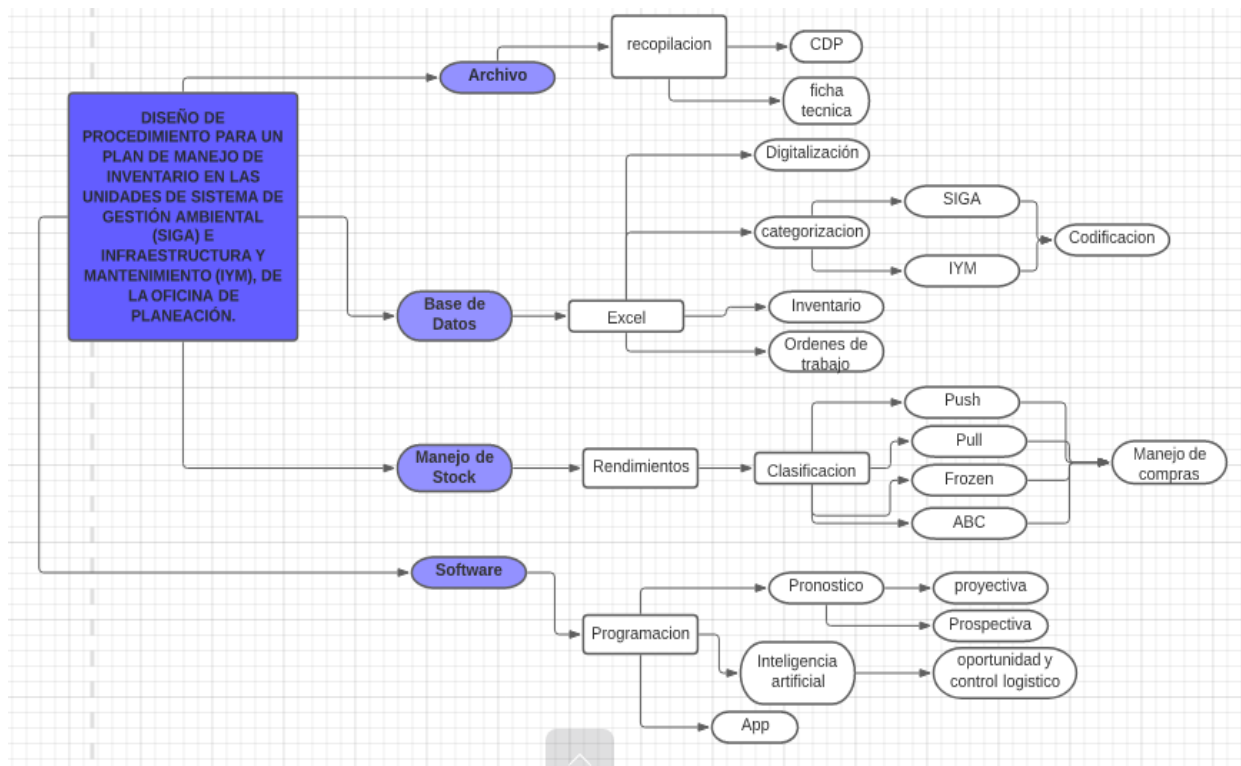 DISEÑO DE
PROCEDIMIENTO PARA UN
PLAN DE MANEJO DE
INVENTARIO EN LAS
UNIDADES DE SISTEMA DE
GESTIÓN AMBIENTAL
(SIGA) E
INFRAESTRUCTURA Y
MANTENIMIENTO (IYM), DE
LA OFICINA DE
PLANEACIÓN.
Archivo
recopilacion
CDP
ficha
tecnica
Base de
Datos
Excel
Digitalización
categorizacion
SIGA
IYM
Codificacion
Inventario
Ordenes de
trabajo
Manejo de
Stock
Rendimientos
Clasificacion
Push
Pull
Frozen
ABC
Manejo de
compras
Software
Programacion
Pronostico
proyectiva
Prospectiva
Inteligencia
artificial
oportunidad y
control logistico
App